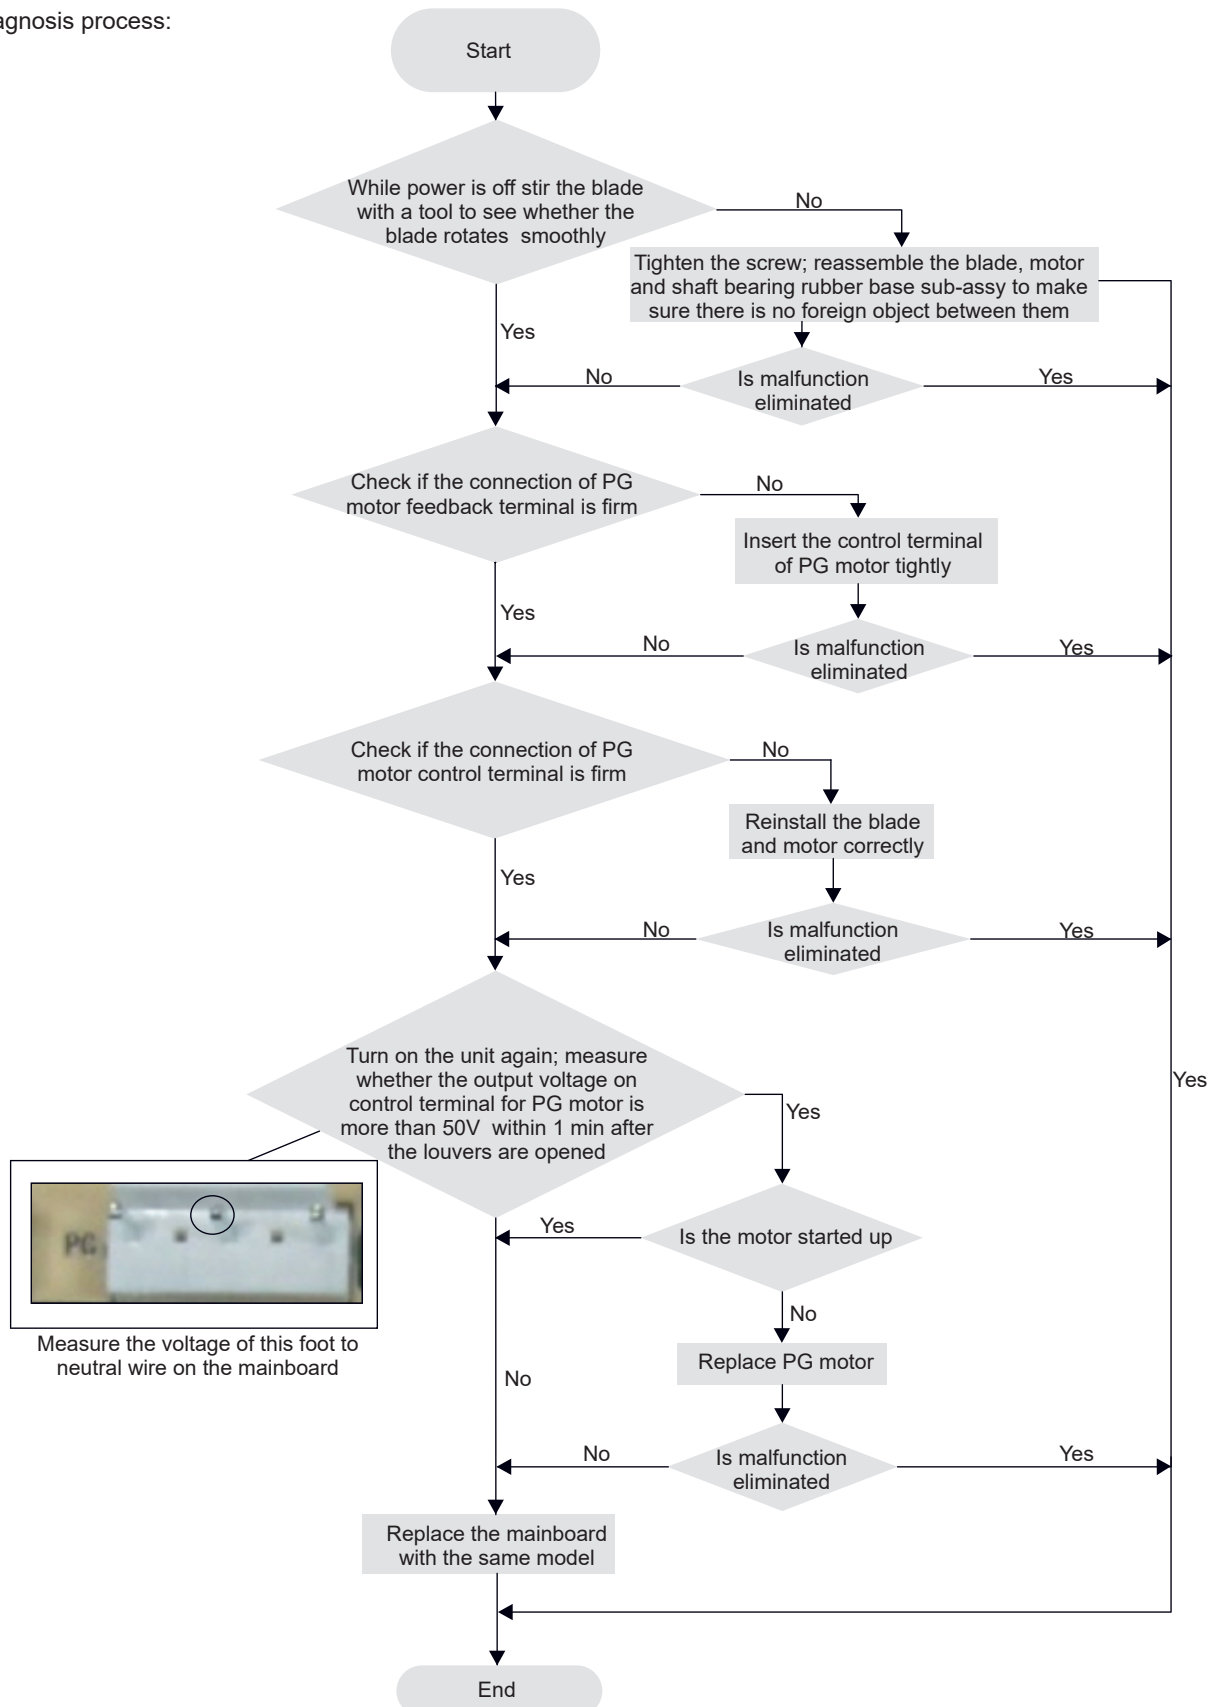 agnosis process:
Start
While power is off stir the blade
with a tool to see whether the
blade rotates smoothly
No
Tighten the screw; reassemble the blade, motor
and shaft bearing rubber base sub-assy to make
sure there is no foreign object between them
Yes
No
Is malfunction
eliminated
Yes
Check if the connection of PG
motor feedback terminal is firm
No
Insert the control terminal
of PG motor tightly
Yes
No
Is malfunction
eliminated
Yes
Check if the connection of PG
motor control terminal is firm
No
Reinstall the blade
and motor correctly
Yes
No
Is malfunction
eliminated
Yes
Turn on the unit again; measure
whether the output voltage on
control terminal for PG motor is
more than 50V within 1 min after
the louvers are opened
Yes
Yes
PG
Measure the voltage of this foot to
neutral wire on the mainboard
Yes
Is the motor started up
No
Replace PG motor
No
No
Is malfunction
eliminated
Yes
Replace the mainboard
with the same model
End